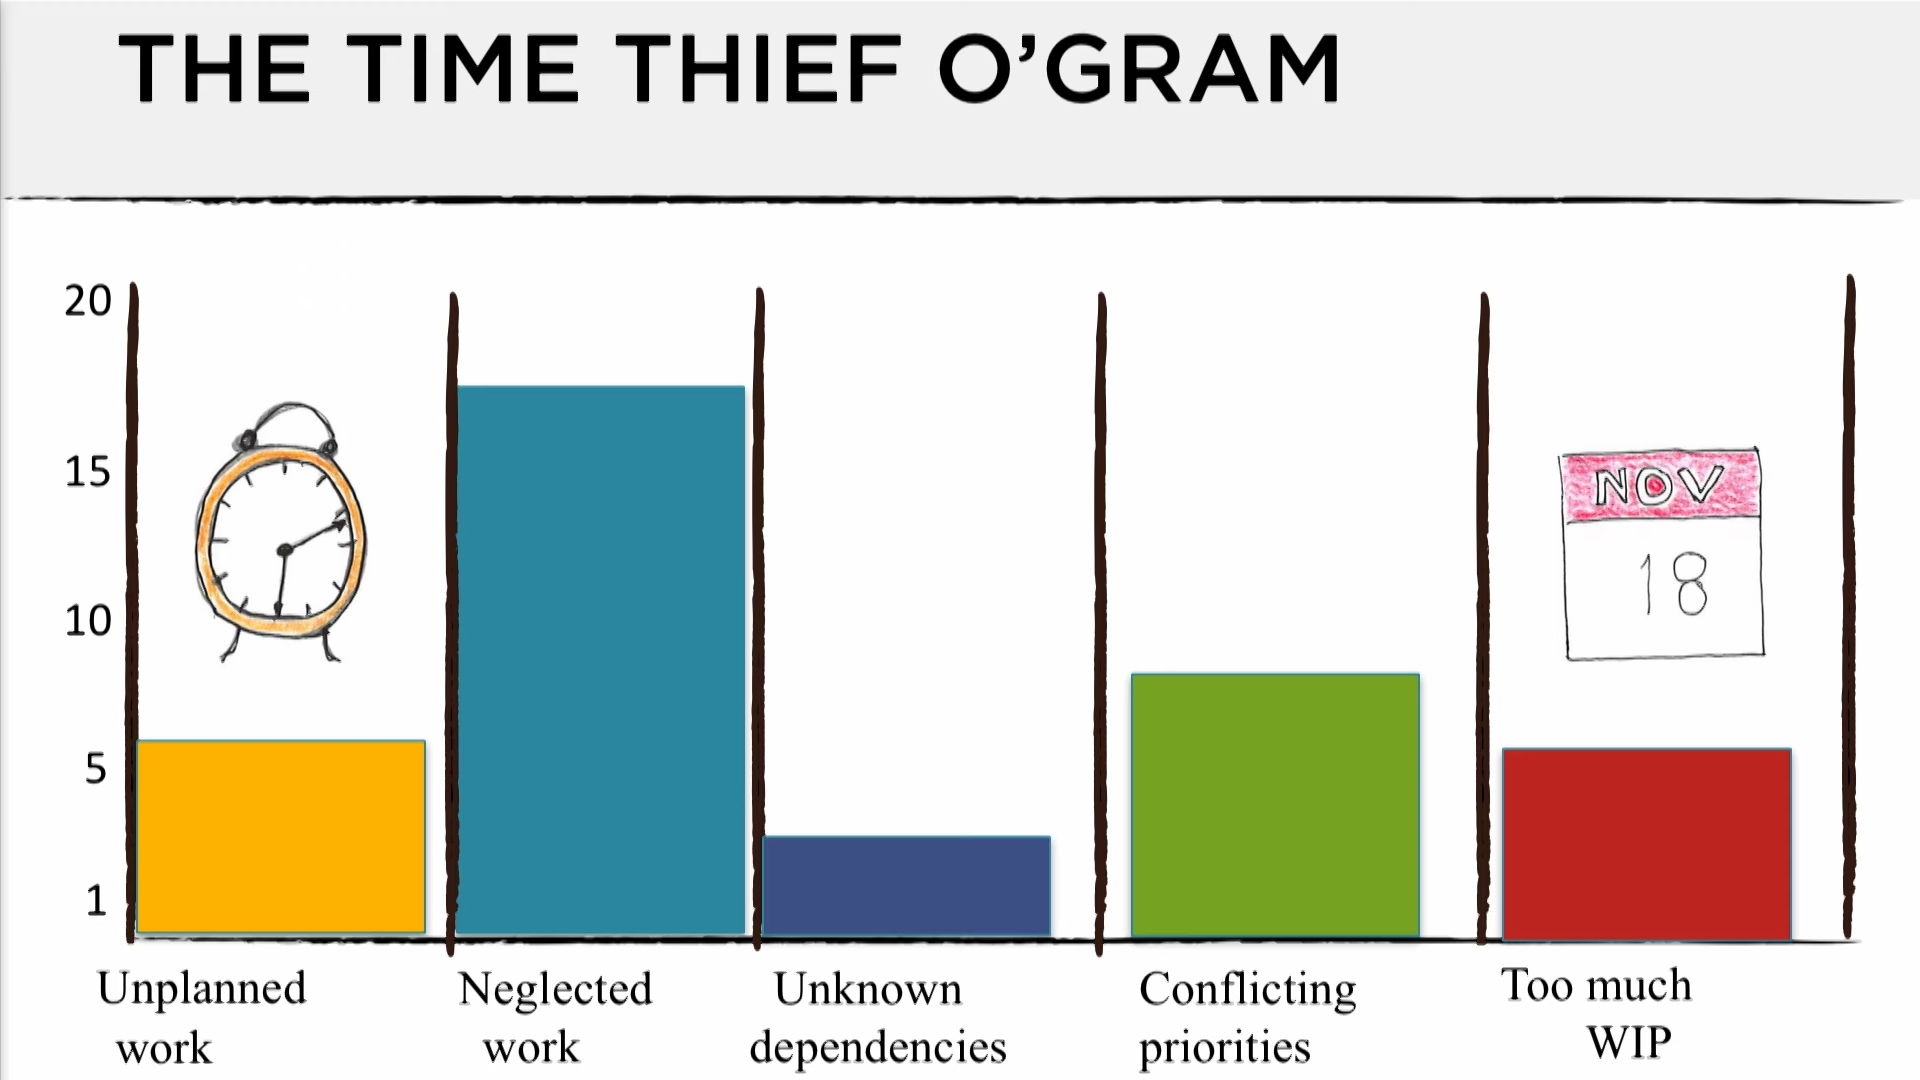 THE TIME THIEF O’GRAM
20
15
10
5
1
NOV
18
Unplanned
work
Neglected
work
Unknown
dependencies
Conflicting
priorities
Too much
WIP